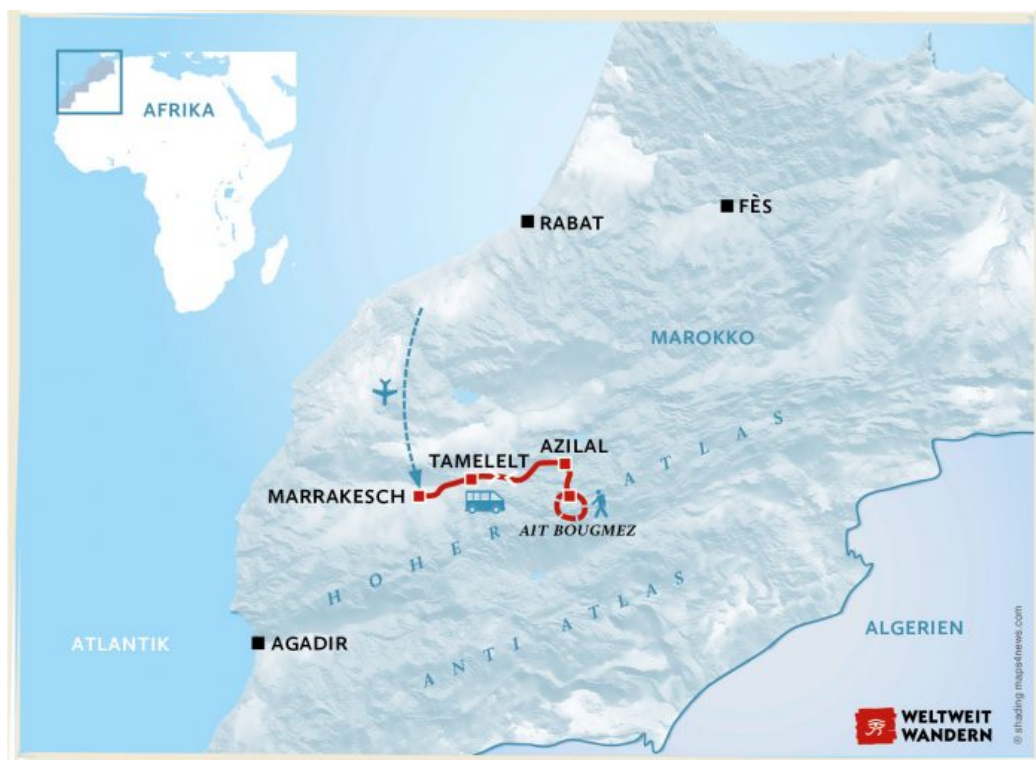 AFRIKA
RABAT
FÈS
MAROKKO
AZILAL
TAMELELT
MARRAKESCH
AIT BOUGMEZ
HOHER ATLAS
ANTI ATLAS
AGADIR
ATLANTIK
ALGERIEN
WELTWEIT
WANDERN
© shading maps4news.com